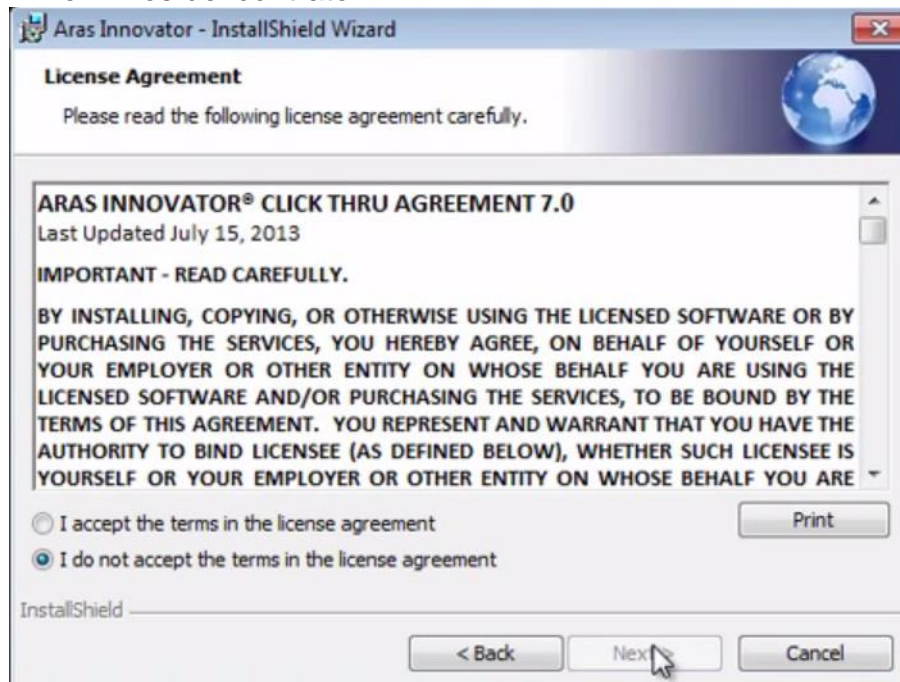 Aras Innovator - InstallShield Wizard
License Agreement
Please read the following license agreement carefully.
ARAS INNOVATOR® CLICK THRU AGREEMENT 7.0
Last Updated July 15, 2013
IMPORTANT - READ CAREFULLY.
BY INSTALLING, COPYING, OR OTHERWISE USING THE LICENSED SOFTWARE OR BY
PURCHASING THE SERVICES, YOU HEREBY AGREE, ON BEHALF OF YOURSELF OR
YOUR EMPLOYER OR OTHER ENTITY ON WHOSE BEHALF YOU ARE USING THE
LICENSED SOFTWARE AND/OR PURCHASING THE SERVICES, TO BE BOUND BY THE
TERMS OF THIS AGREEMENT. YOU REPRESENT AND WARRANT THAT YOU HAVE THE
AUTHORITY TO BIND LICENSEE (AS DEFINED BELOW), WHETHER SUCH LICENSEE IS
YOURSELF OR YOUR EMPLOYER OR OTHER ENTITY ON WHOSE BEHALF YOU ARE
I accept the terms in the license agreement
Print
I do not accept the terms in the license agreement
InstallShield
< Back
Next >
Cancel